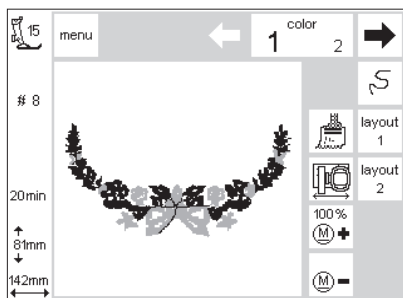 15
menu
1
color
2
# 8
layout
1
layout
2
20min
81mm
142mm
100%
M +
M -